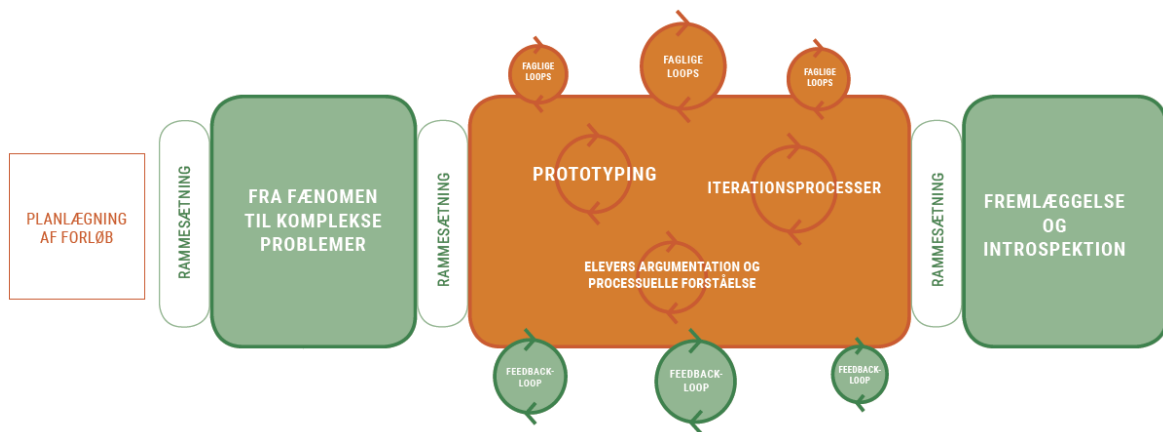 PLANLÆGNING
AF FORLØB
RAMMESÆTNING
FRA FÆNOMEN
TIL KOMPLEKSE
PROBLEMER
RAMMESÆTNING
FAGLIGE
LOOPS
FAGLIGE
LOOPS
FAGLIGE
LOOPS
PROTOTYPING
ITERATIONSPROCESSER
ELEVERS ARGUMENTATION OG
PROCESSUELLE FORSTÅELSE
FEEDBACK-
LOOP
FEEDBACK-
LOOP
FEEDBACK-
LOOP
RAMMESÆTNING
FREMLÆGGELSE
OG
INTROSPEKTION